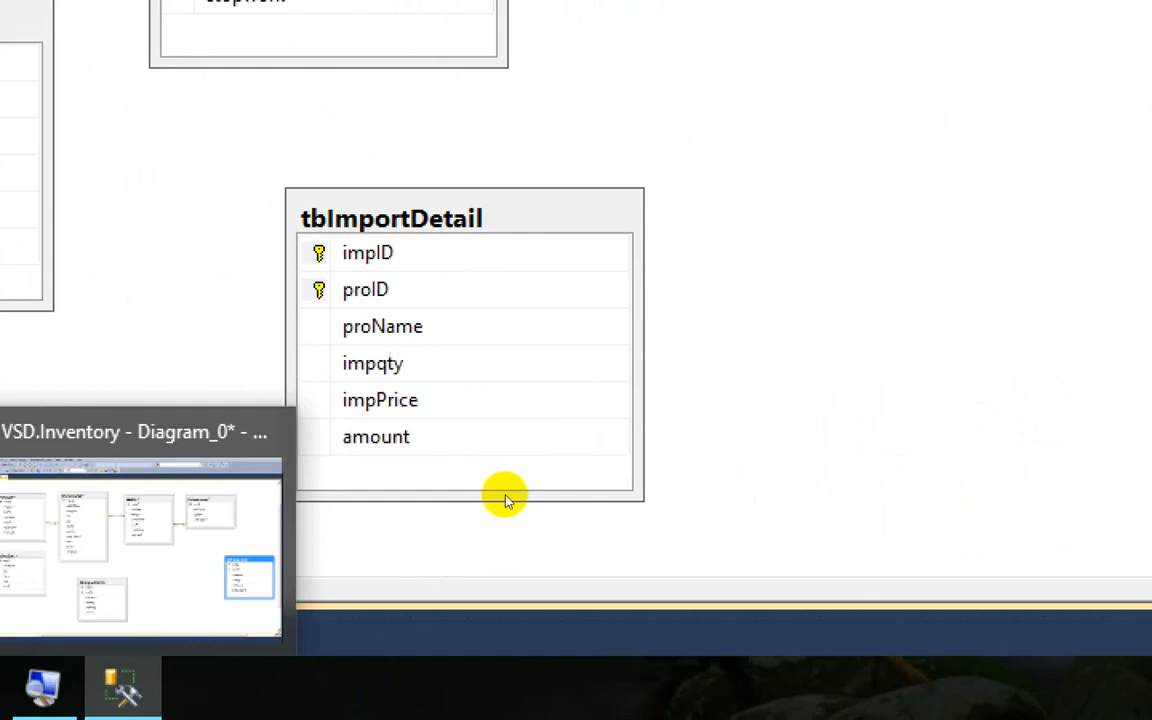 tbImportDetail
impID
proID
proName
impqty
impPrice
amount
VSD.Inventory - Diagram_0* - ...